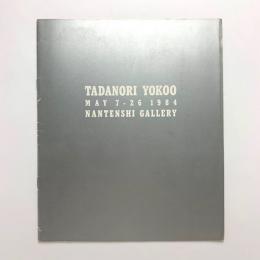 TADANORI YOKOO
MAY 7-26 1984
NANTENSHI GALLERY